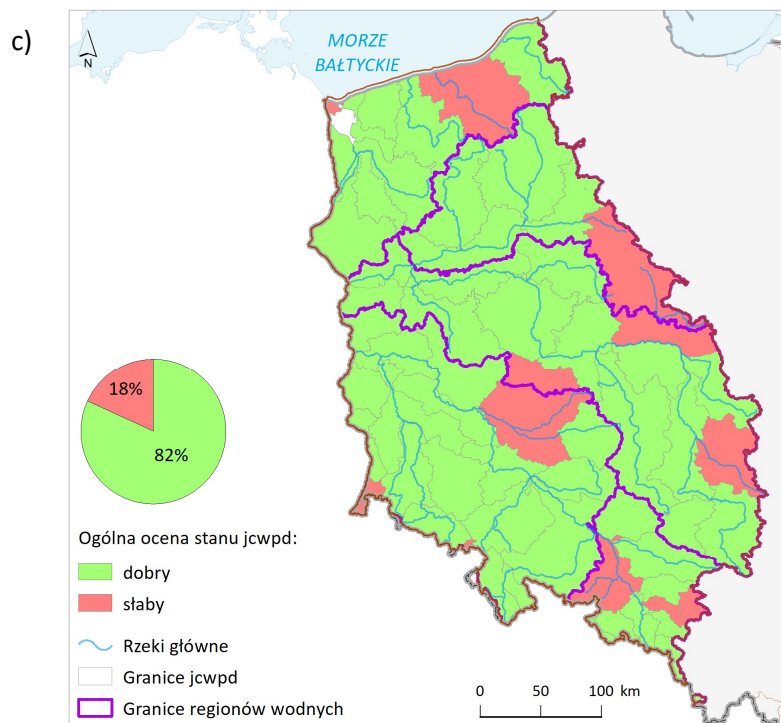 c)
N
MORZE
BAŁTYCKIE
18%
82%
Ogólna ocena stanu jcwpd:
dobry
słaby
Rzeki główne
Granice jcwpd
Granice regionów wodnych
0 50 100 km